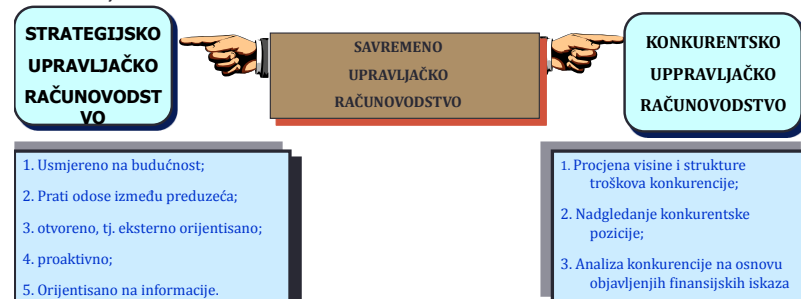 STRATEGIJSKO
UPRAVLJAČKO
RAČUNOVODST
VO
SAVREMENO
UPRAVLJAČKO
RAČUNOVODSTVO
KONKURENTSKO
UPPRAVLJAČKO
RAČUNOVODSTVO
1. Usmjereno na budućnost;
2. Prati odose između preduzeća;
3. otvoreno, tj. eksterno orijentisano;
4. proaktivno;
5. Orijentisano na informacije.
1. Procjena visine i strukture
troškova konkurencije;
2. Nadgledanje konkurentske
pozicije;
3. Analiza konkurencije na osnovu
objavljenih finansijskih iskaza